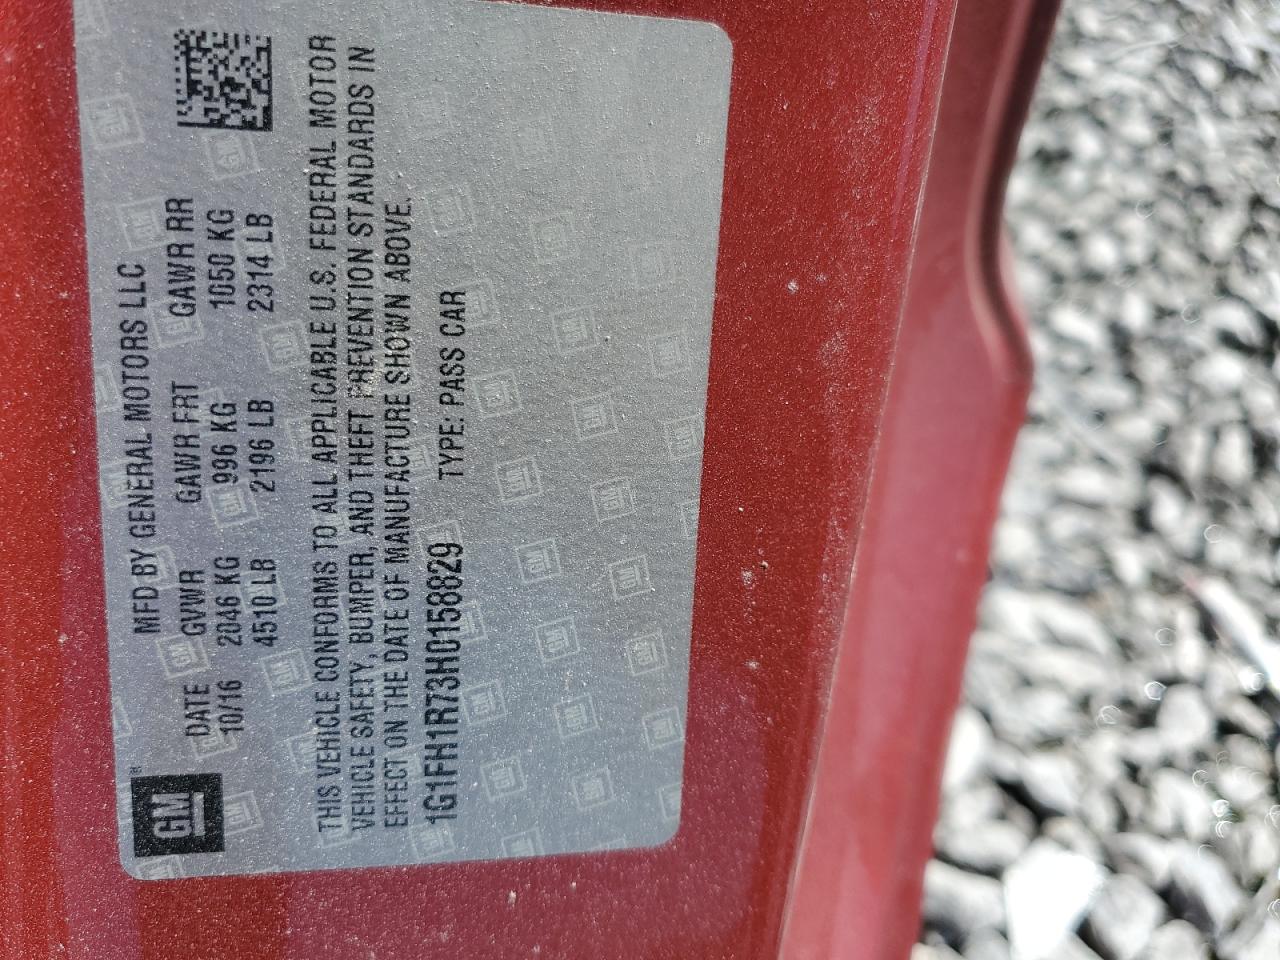 GM
MFD BY GENERAL MOTORS LLC
DATE GVWR GAWR FRT GAWR RR
10/16 2046 KG 996 KG 1050 KG
4510 LB 2196 LB 2314 LB
THIS VEHICLE CONFORMS TO ALL APPLICABLE U.S. FEDERAL MOTOR
VEHICLE SAFETY, BUMPER, AND THEFT PREVENTION STANDARDS IN
EFFECT ON THE DATE OF MANUFACTURE SHOWN ABOVE.
1G1FH1R73H0158829 TYPE: PASS CAR